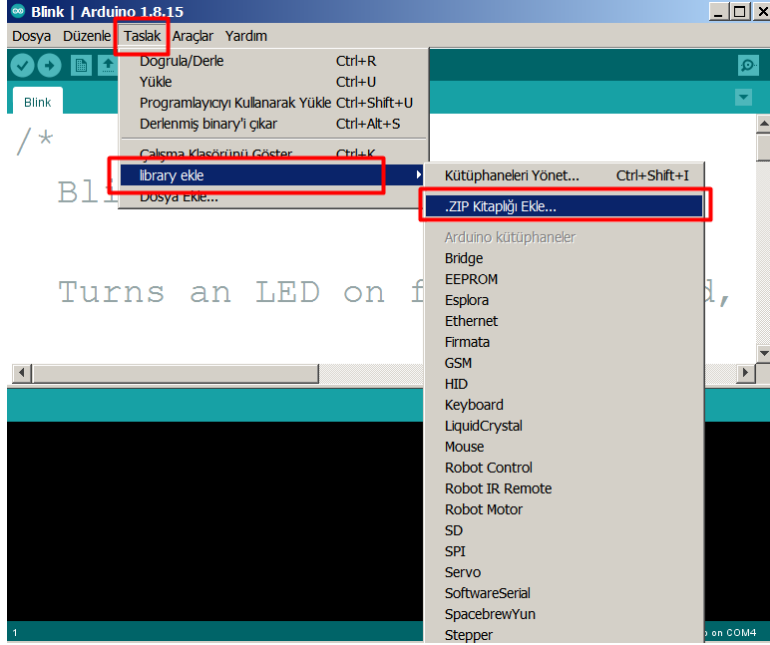 Blink | Arduino 1.8.15
Dosya Düzenle Taslak Araçlar Yardım
Doğrula/Derle Ctrl+R
Yükle Ctrl+U
Programlayıcıyı Kullanarak Yükle Ctrl+Shift+U
Derlenmiş binary'i çıkar Ctrl+Alt+S
Çalışma Klasörünü Göster Ctrl+K
library ekle
Dosya Ekle...
Blink
/*
Bli
Turns an LED on f d,
Kütüphaneleri Yönet... Ctrl+Shift+I
.ZIP Kitaplığı Ekle...
Arduino kütüphaneler
Bridge
EEPROM
Esplora
Ethernet
Firmata
GSM
HID
Keyboard
LiquidCrystal
Mouse
Robot Control
Robot IR Remote
Robot Motor
SD
SPI
Servo
SoftwareSerial
SpacebrewYun
Stepper
1 on COM4